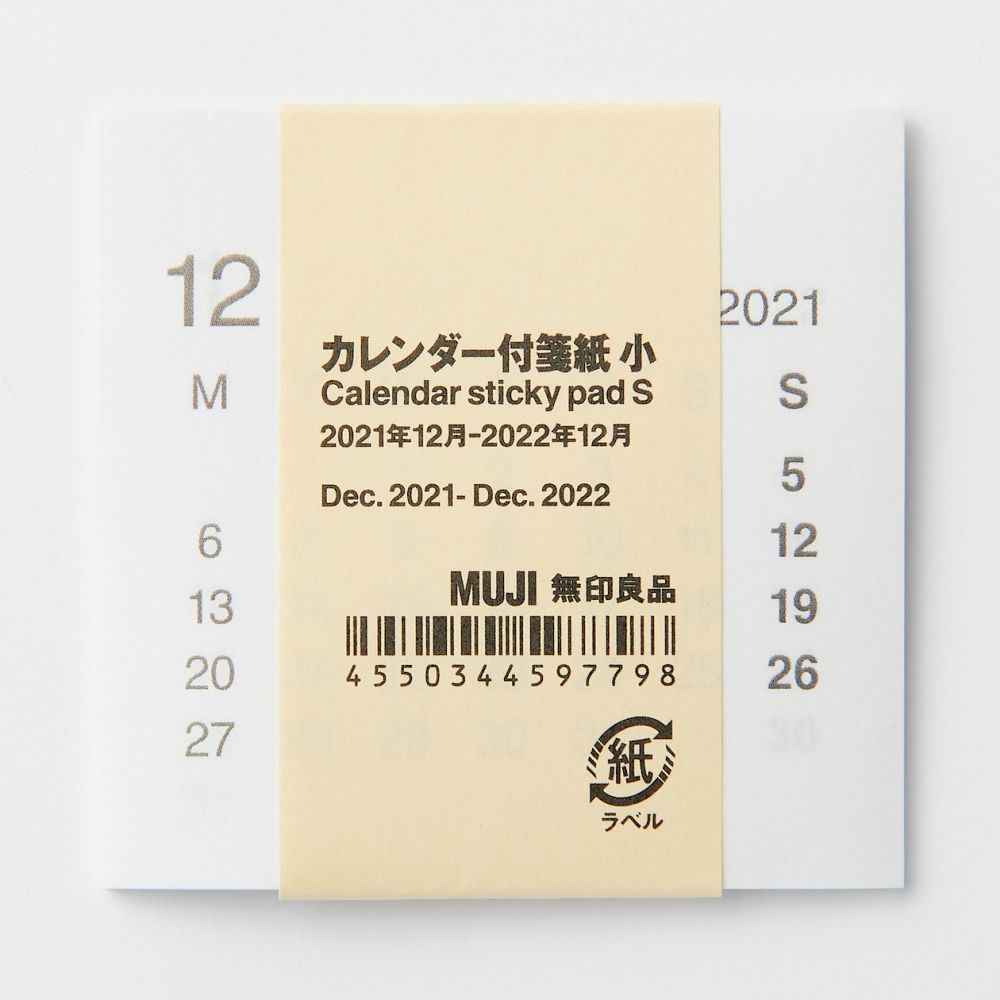 12 2021
カレンダー付箋紙 小
M S
Calendar sticky pad S
2021年12月-2022年12月
5
Dec. 2021- Dec. 2022
6 12
MUJI 無印良品
13 19
4550344597798
20 26
27
紙
ラベル